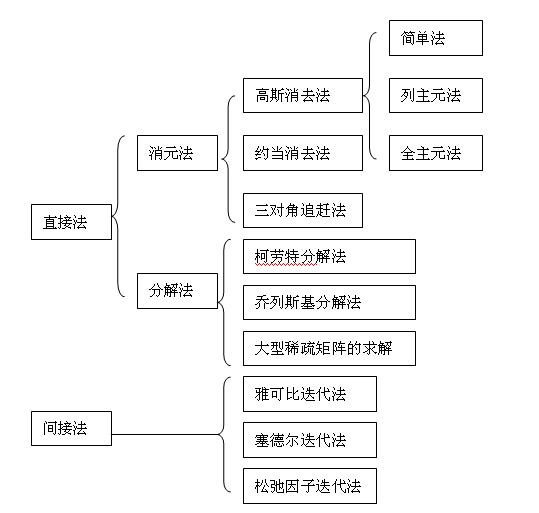 直接法
消元法
高斯消去法
简单法
列主元法
全主元法
约当消去法
三对角追赶法
分解法
柯劳特分解法
乔列斯基分解法
大型稀疏矩阵的求解
间接法
雅可比迭代法
塞德尔迭代法
松弛因子迭代法